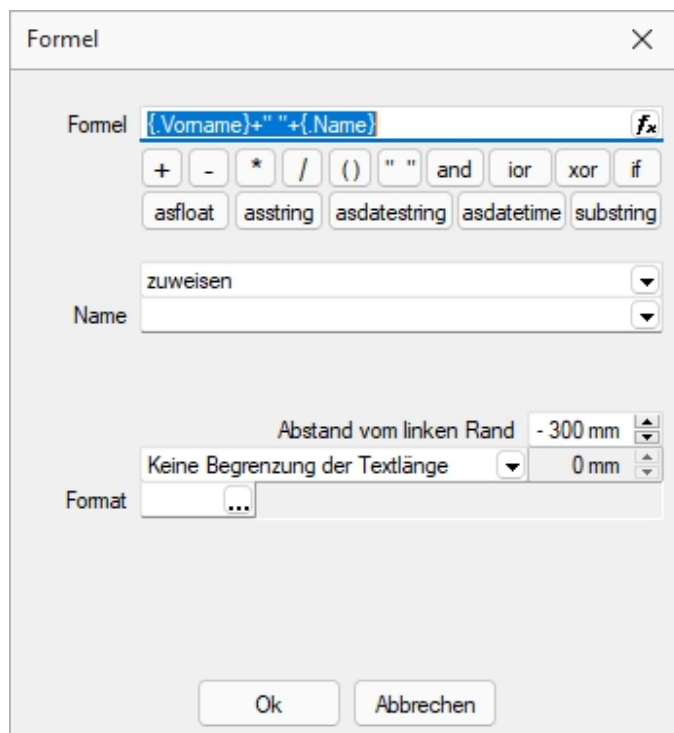 Formel
Formel {.Vorname}+" "+{.Name} fx
+ - * / () " " and ior xor if
asfloat asstring asdatestring asdatetime substring
zuweisen
Name
Abstand vom linken Rand - 300 mm
Keine Begrenzung der Textlänge 0 mm
Format ...
Ok Abbrechen